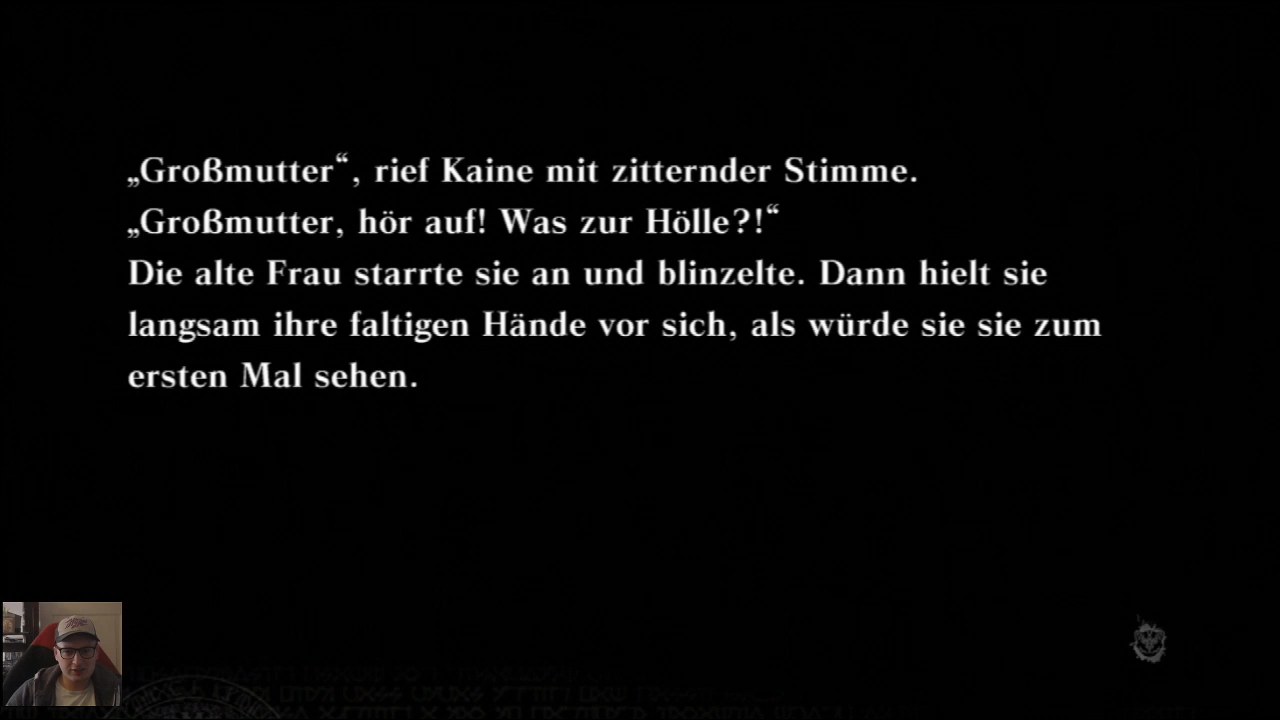 „Großmutter“, rief Kaine mit zitternder Stimme.
„Großmutter, hör auf! Was zur Hölle?!“
Die alte Frau starrte sie an und blinzelte. Dann hielt sie
langsam ihre faltigen Hände vor sich, als würde sie sie zum
ersten Mal sehen.